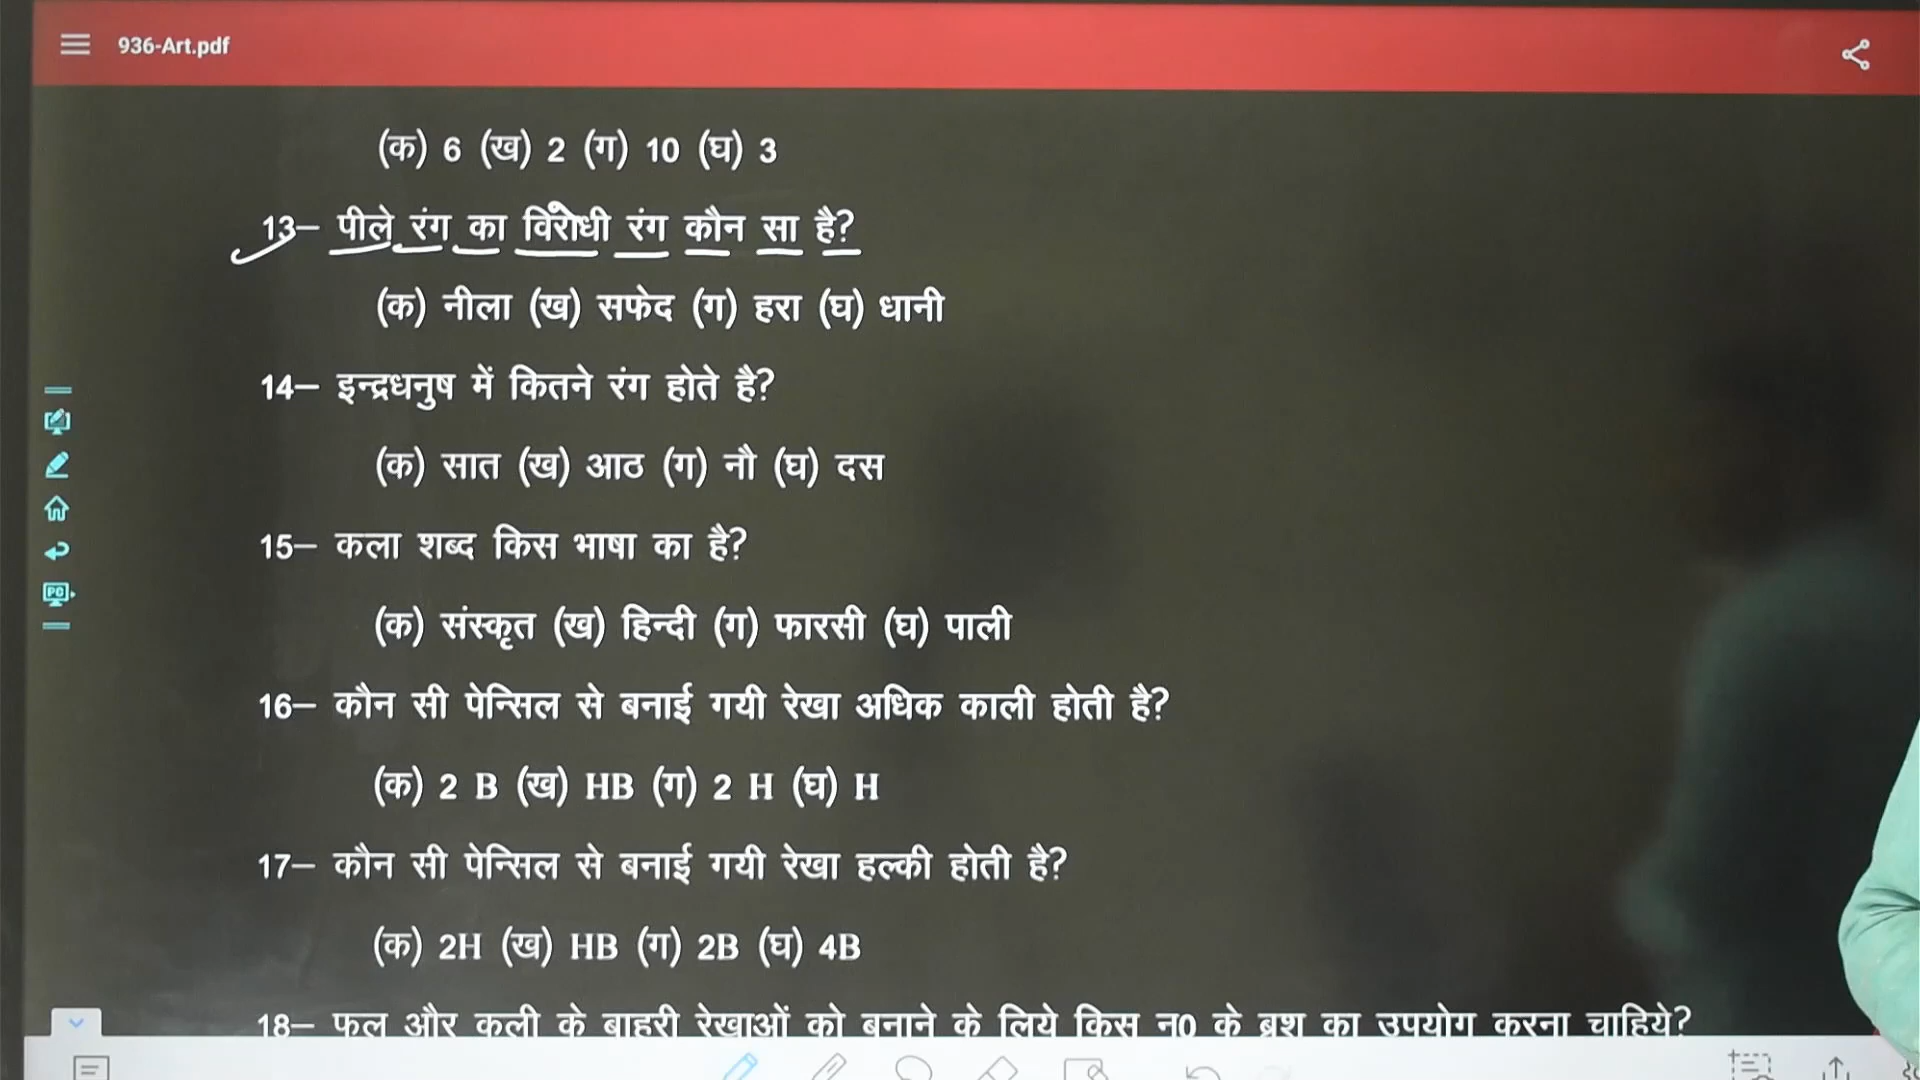 936-Art.pdf
(क) 6 (ख) 2 (ग) 10 (घ) 3
13– पीले रंग का विरोधी रंग कौन सा है?
(क) नीला (ख) सफेद (ग) हरा (घ) धानी
14– इन्द्रधनुष में कितने रंग होते है?
(क) सात (ख) आठ (ग) नौ (घ) दस
15– कला शब्द किस भाषा का है?
(क) संस्कृत (ख) हिन्दी (ग) फारसी (घ) पाली
16– कौन सी पेन्सिल से बनाई गयी रेखा अधिक काली होती है?
(क) 2 B (ख) HB (ग) 2 H (घ) H
17– कौन सी पेन्सिल से बनाई गयी रेखा हल्की होती है?
(क) 2H (ख) HB (ग) 2B (घ) 4B
18– फूल और कली के बाहरी रेखाओं को बनाने के लिये किस न0 के ब्रश का उपयोग करना चाहिये?
PC